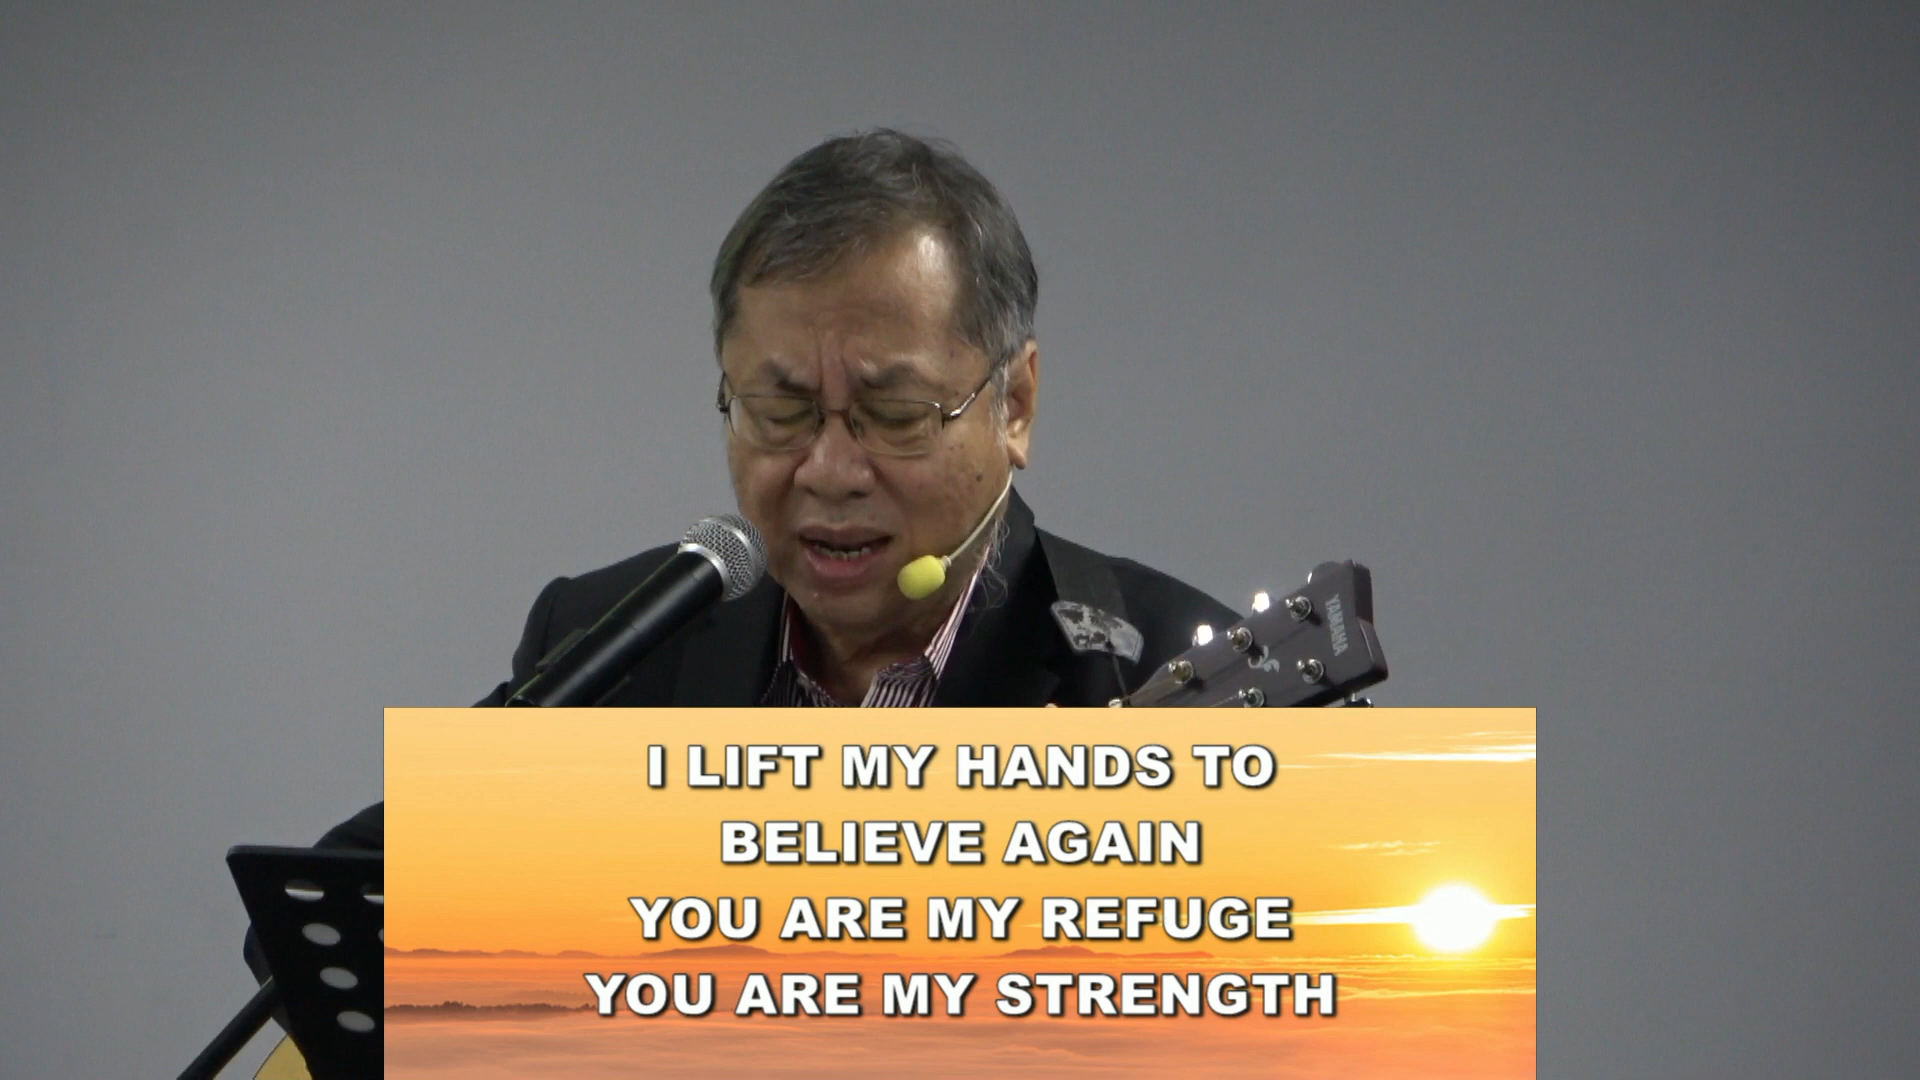 YAMAHA
I LIFT MY HANDS TO
BELIEVE AGAIN
YOU ARE MY REFUGE
YOU ARE MY STRENGTH